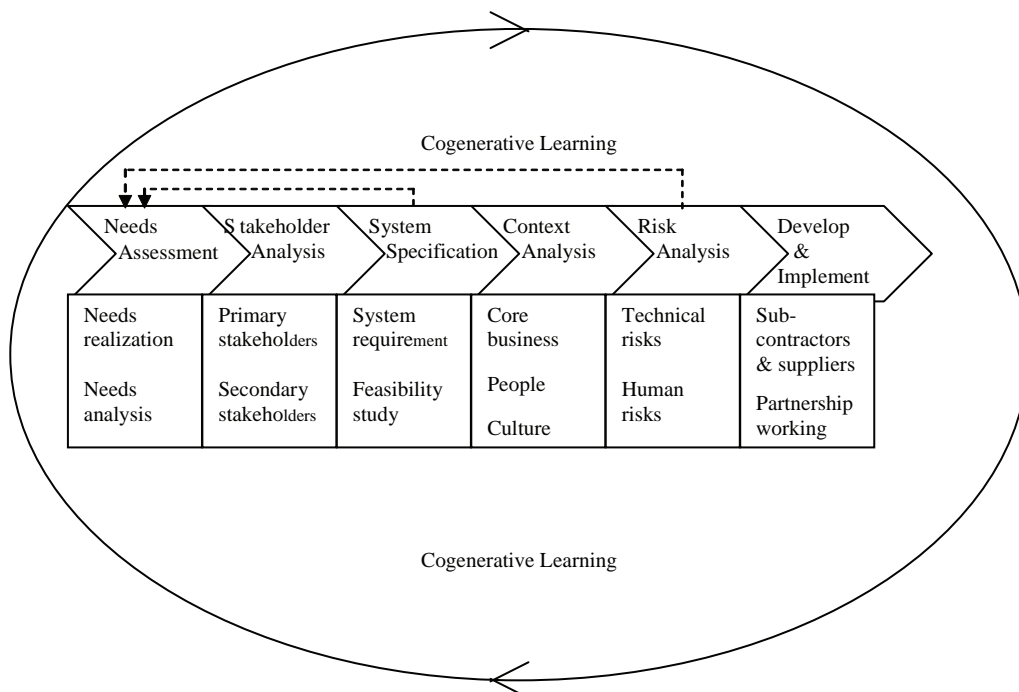 Cogenerative Learning
Needs
Assessment
S takeholder
Analysis
System
Specification
Context
Analysis
Risk
Analysis
Develop
&
Implement
Needs
realization
Needs
analysis
Primary
stakeholders
Secondary
stakeholders
System
requirement
Feasibility
study
Core
business
People
Culture
Technical
risks
Human
risks
Sub-
contractors
& suppliers
Partnership
working
Cogenerative Learning